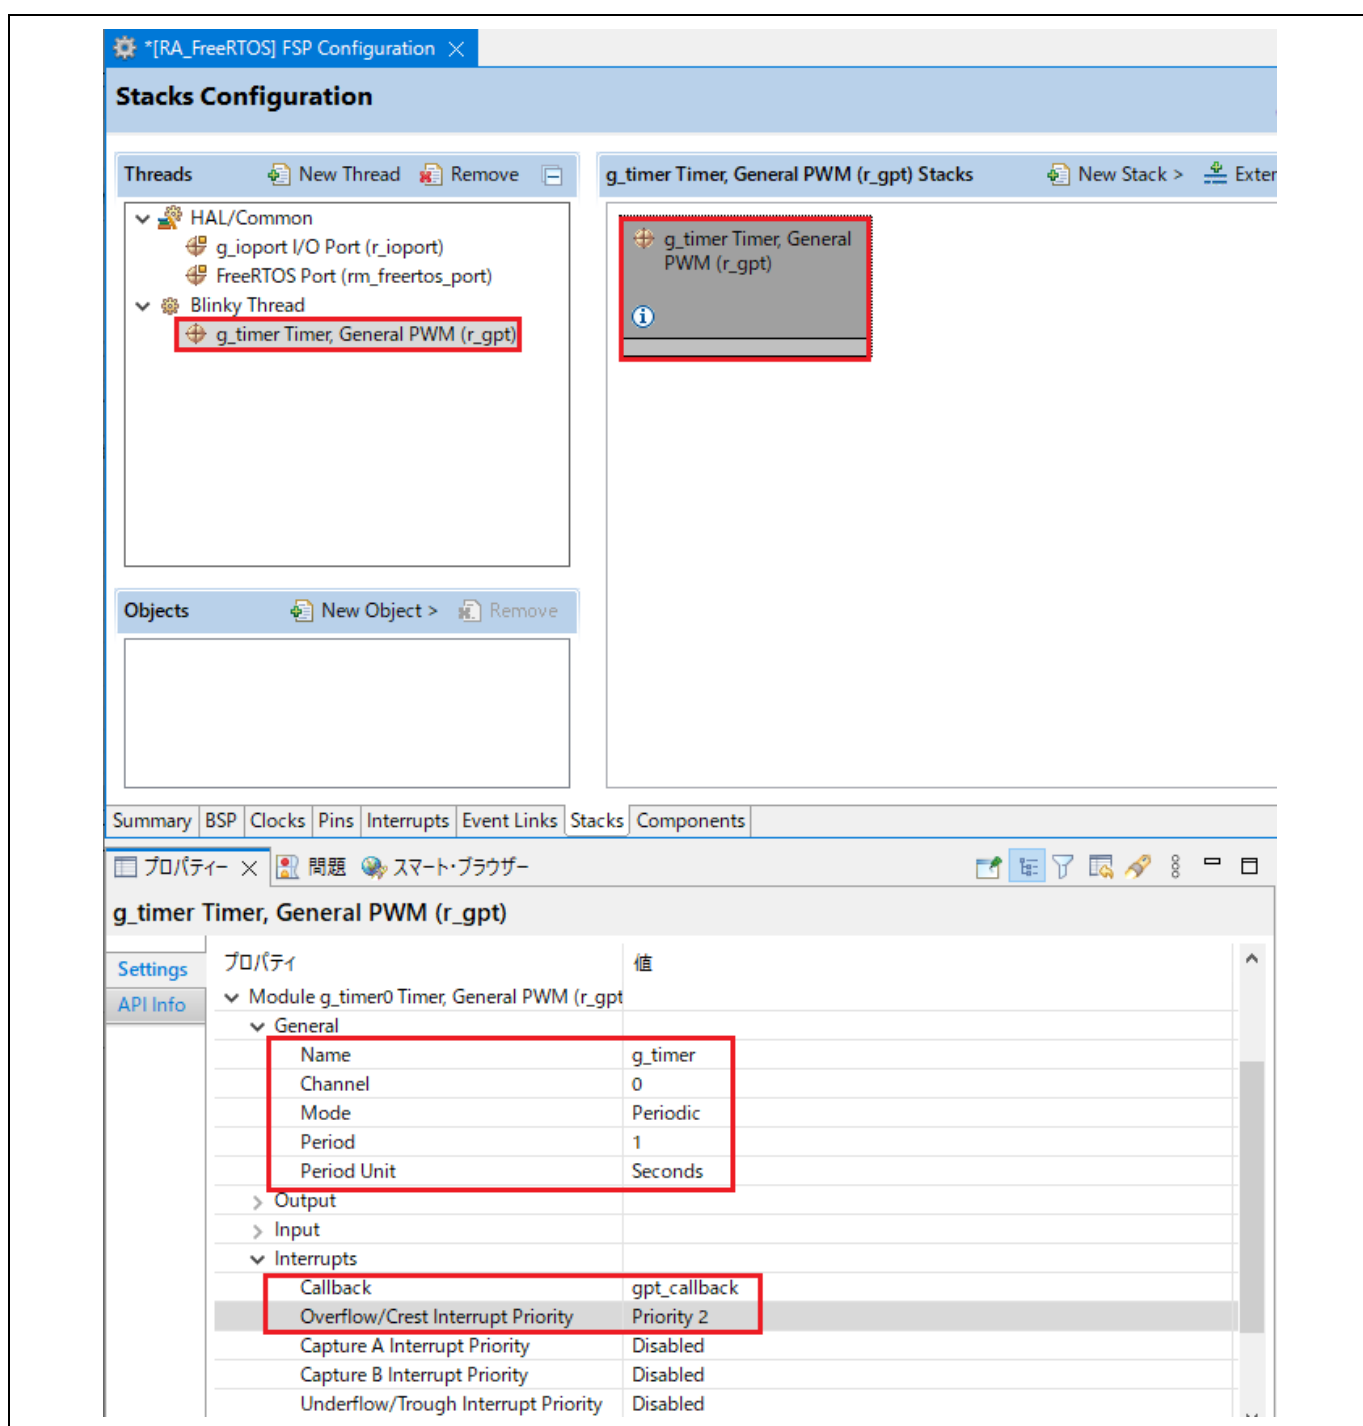 *[RA_FreeRTOS] FSP Configuration
Stacks Configuration
Threads New Thread Remove
HAL/Common
g_ioport I/O Port (r_ioport)
FreeRTOS Port (rm_freertos_port)
Blinky Thread
g_timer Timer, General PWM (r_gpt)
g_timer Timer, General PWM (r_gpt) Stacks New Stack > Exter
g_timer Timer, General
PWM (r_gpt)
Objects New Object > Remove
Summary BSP Clocks Pins Interrupts Event Links Stacks Components
プロパティー 問題 スマート・ブラウザー
g_timer Timer, General PWM (r_gpt)
Settings
API Info
プロパティ 値
Module g_timer0 Timer, General PWM (r_gpt
General
Name g_timer
Channel 0
Mode Periodic
Period 1
Period Unit Seconds
Output
Input
Interrupts
Callback gpt_callback
Overflow/Crest Interrupt Priority Priority 2
Capture A Interrupt Priority Disabled
Capture B Interrupt Priority Disabled
Underflow/Trough Interrupt Priority Disabled